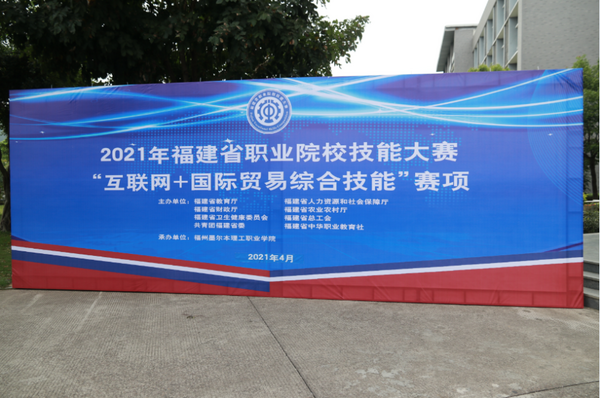 2021年福建省职业院校技能大赛
“互联网+国际贸易综合技能”赛项
主办单位：福建省教育厅 福建省人力资源和社会保障厅
福建省财政厅 福建省农业农村厅
福建省卫生健康委员会 福建省总工会
共青团福建省委 福建省中华职业教育社
承办单位：福州墨尔本理工职业学院
2021年4月